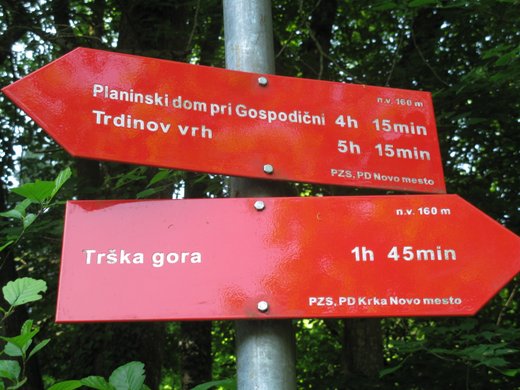 n.v. 160 m
Planinski dom pri Gospodični 4h 15min
Trdinov vrh 5h 15min
PZS, PD Novo mesto
n.v. 160 m
Trška gora 1h 45min
PZS, PD Krka Novo mesto